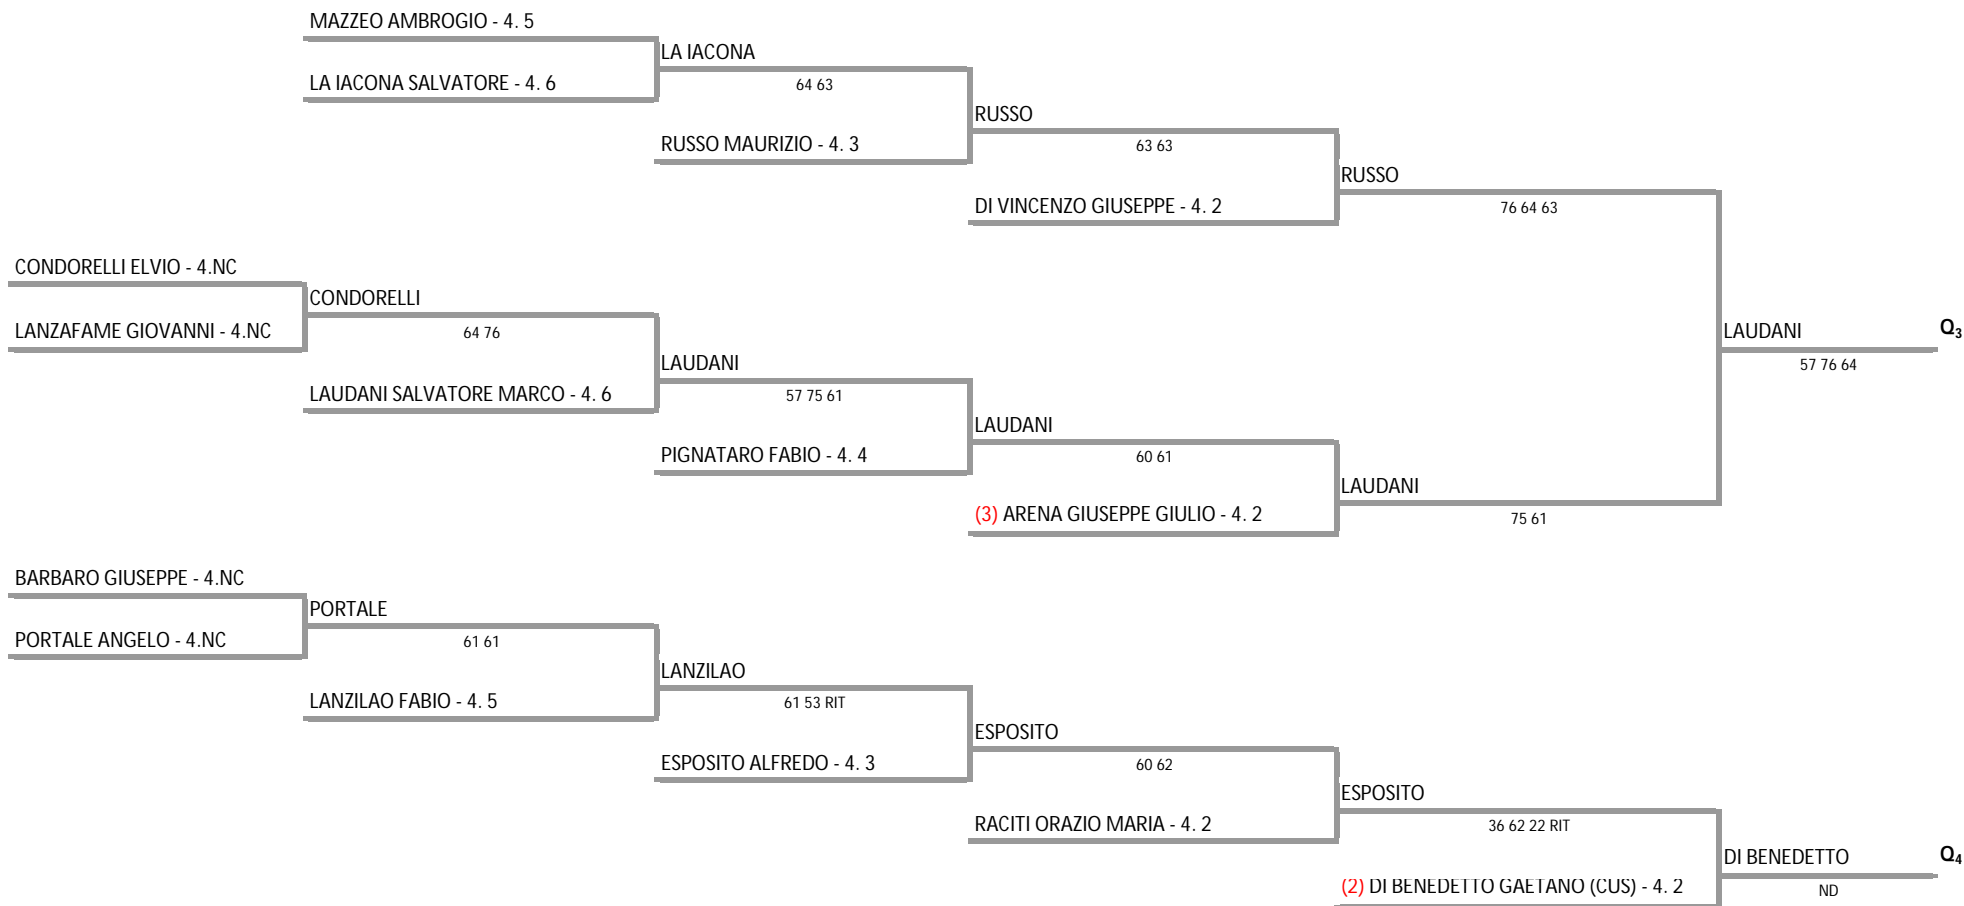 MAZZEO AMBROGIO - 4. 5
LA IACONA
LA IACONA SALVATORE - 4. 6
64 63
RUSSO
RUSSO MAURIZIO - 4. 3
63 63
RUSSO
DI VINCENZO GIUSEPPE - 4. 2
76 64 63
CONDORELLI ELVIO - 4.NC
CONDORELLI
LANZAFAME GIOVANNI - 4.NC
64 76
LAUDANI
Q3
57 76 64
LAUDANI
LAUDANI SALVATORE MARCO - 4. 6
57 75 61
LAUDANI
PIGNATARO FABIO - 4. 4
60 61
LAUDANI
(3) ARENA GIUSEPPE GIULIO - 4. 2
75 61
BARBARO GIUSEPPE - 4.NC
PORTALE
PORTALE ANGELO - 4.NC
61 61
LANZILAO
LANZILAO FABIO - 4. 5
61 53 RIT
ESPOSITO
ESPOSITO ALFREDO - 4. 3
60 62
ESPOSITO
RACITI ORAZIO MARIA - 4. 2
36 62 22 RIT
DI BENEDETTO
Q4
(2) DI BENEDETTO GAETANO (CUS) - 4. 2
ND